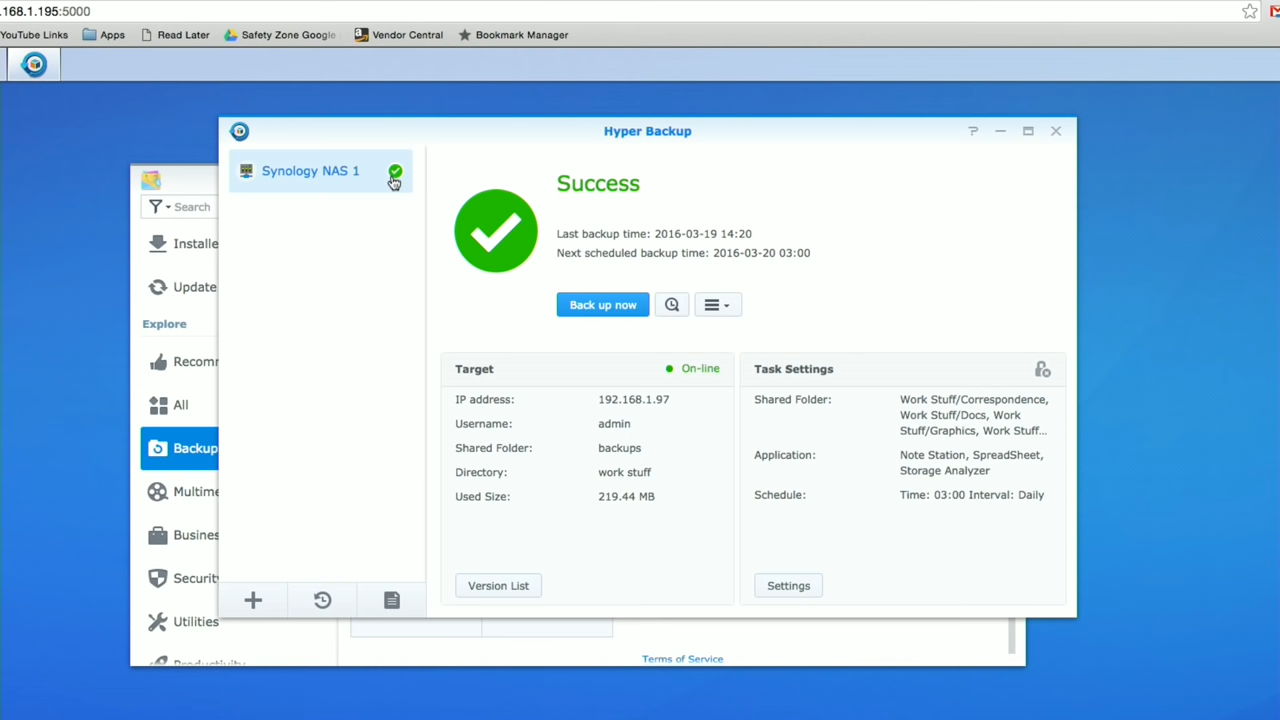 .168.1.195:5000
YouTube Links Apps Read Later Safety Zone Google Vendor Central Bookmark Manager
Hyper Backup
Synology NAS 1
Success
Last backup time: 2016-03-19 14:20
Next scheduled backup time: 2016-03-20 03:00
Back up now
Search
Installe
Update
Explore
Recom
All
Backup
Multime
Busines
Security
Utilities
Productivity
Target On-line
IP address: 192.168.1.97
Username: admin
Shared Folder: backups
Directory: work stuff
Used Size: 219.44 MB
Version List
Task Settings
Shared Folder: Work Stuff/Correspondence,
Work Stuff/Docs, Work
Stuff/Graphics, Work Stuff...
Application: Note Station, SpreadSheet,
Storage Analyzer
Schedule: Time: 03:00 Interval: Daily
Settings
Terms of Service